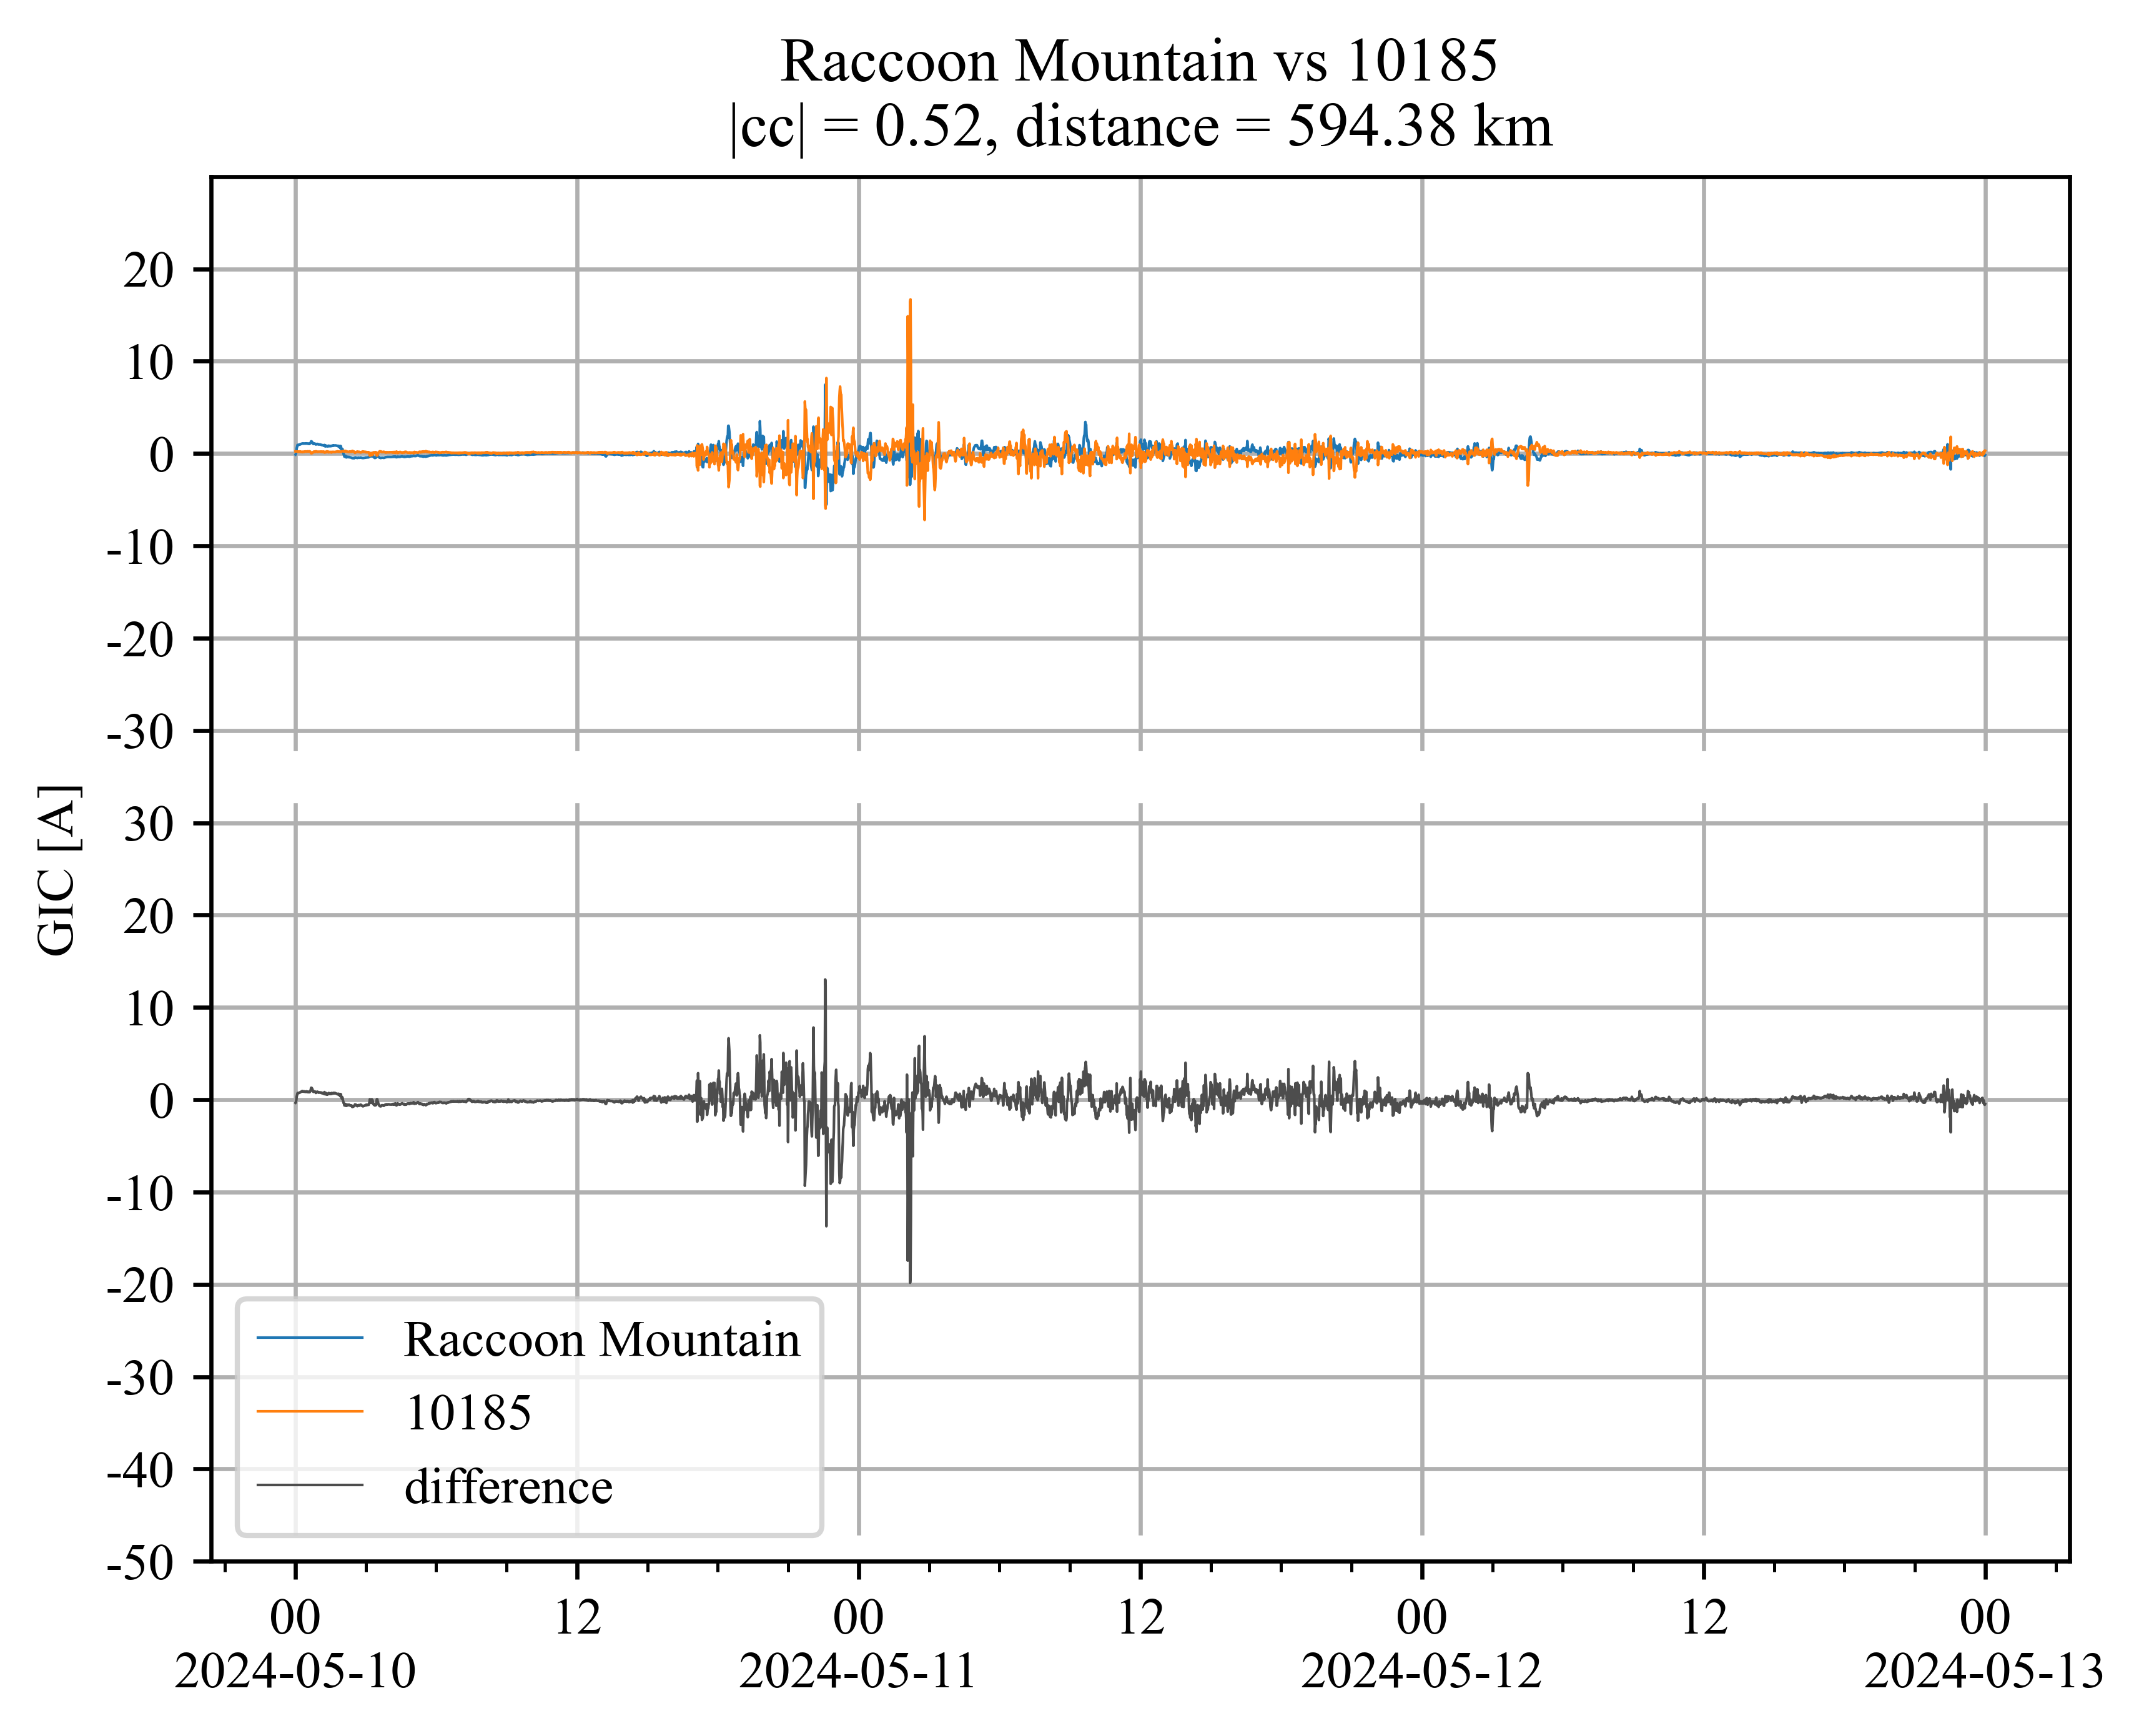 Raccoon Mountain vs 10185
|cc| = 0.52, distance = 594.38 km
20
10
0
-10
-20
-30
30
20
10
0
-10
-20
-30
-40
-50
GIC [A]
Raccoon Mountain
10185
difference
00 12 00 12 00 12 00
2024-05-10 2024-05-11 2024-05-12 2024-05-13